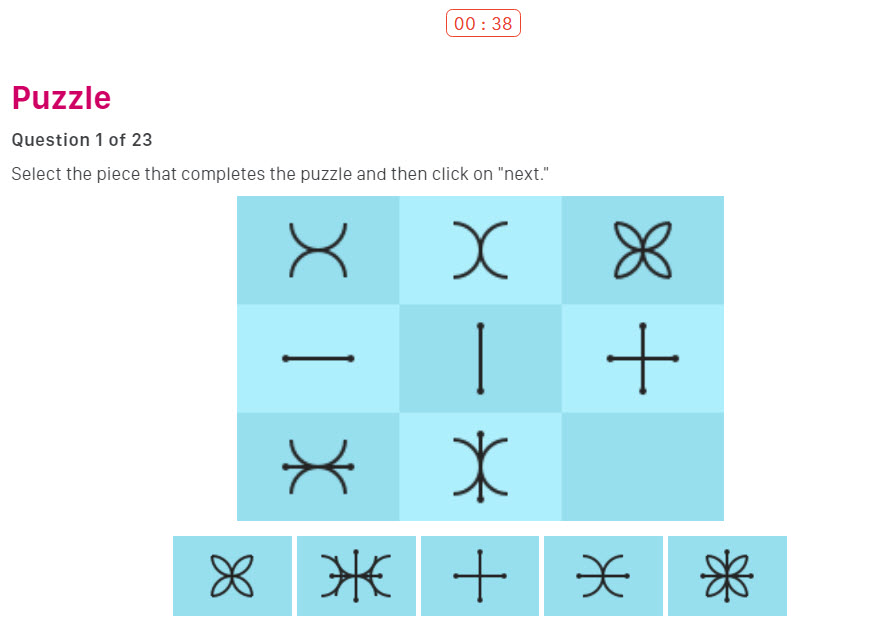 00 : 38
Puzzle
Question 1 of 23
Select the piece that completes the puzzle and then click on "next."